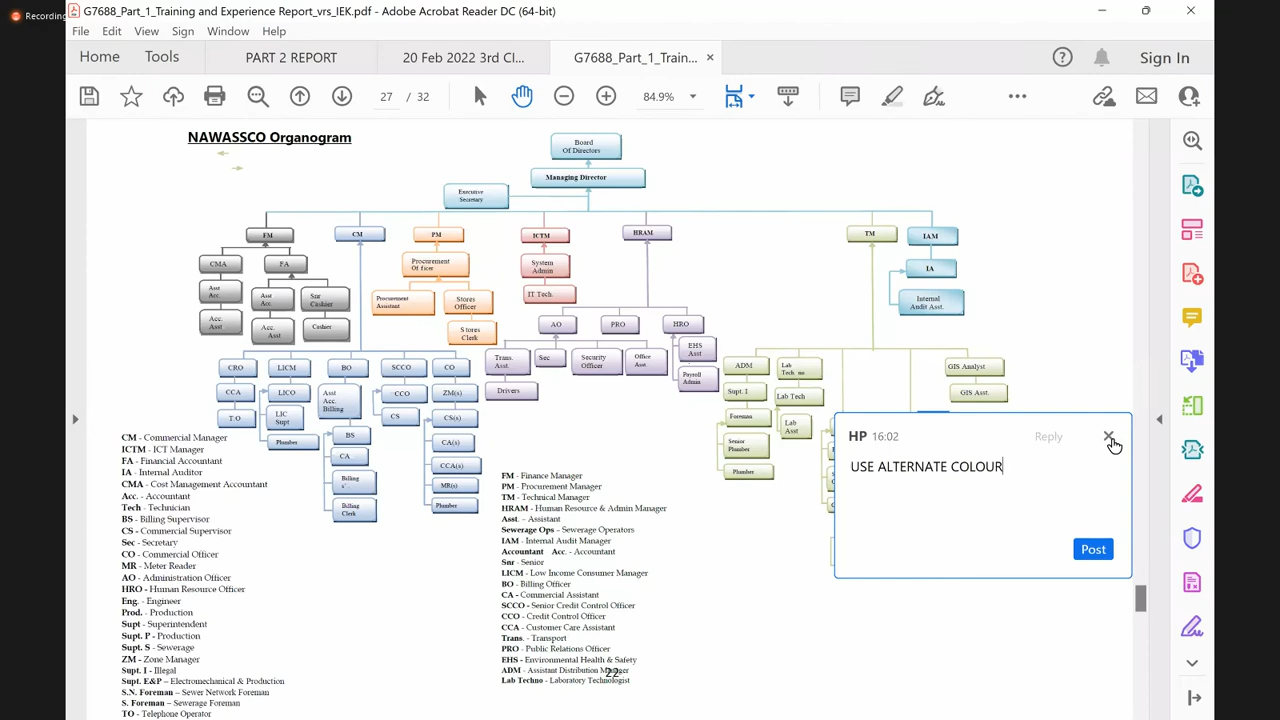 Recording
G7688_Part_1_Training and Experience Report_vrs_IEK.pdf - Adobe Acrobat Reader DC (64-bit)
File Edit View Sign Window Help
Home Tools PART 2 REPORT 20 Feb 2022 3rd Cl... G7688_Part_1_Train... Sign In
27 / 32 84.9%
NAWASSCO Organogram
Board
Of Directors
Managing Director
Executive
Secretary
FM CM PM ICTM HRAM TM IAM
CMA FA
Procurement
Of ficer
System
Admin
IA
Asst
Acc.
Asst
Acc.
Snr
Cashier
Procurement
Assistant
Stores
Officer
IT Tech.
Internal
Audit Asst.
Acc.
Asst
Acc.
Asst
Cashier
Stores
Clerk
AO PRO HRO
EHS
Asst
Trans.
Asst.
Sec
Security
Officer
Office
Asst
Payroll
Admin
Drivers
CRO LICM BO SCCO CO
CCA LICO
Asst
Acc.
Billing
CCO ZM(s)
T.O
LIC
Supt
CS CS(s)
Plumber BS CA(s)
CA CCA(s)
Billing
s'
MR(s)
Billing
Clerk
Plumber
ADM
Lab
Tech no
GIS Analyst
Supt. I Lab Tech GIS Asst.
Foreman
Lab
Asst
Senior
Plumber
Plumber
HP 16:02 Reply
USE ALTERNATE COLOUR
Post
CM - Commercial Manager
ICTM - ICT Manager
FA - Financial Accountant
IA - Internal Auditor
CMA - Cost Management Accountant
Acc. - Accountant
Tech - Technician
BS - Billing Supervisor
CS - Commercial Supervisor
Sec - Secretary
CO - Commercial Officer
MR - Meter Reader
AO - Administration Officer
HRO - Human Resource Officer
Eng. - Engineer
Prod. - Production
Supt - Superintendent
Supt. P - Production
Supt. S - Sewerage
ZM - Zone Manager
Supt. I - Illegal
Supt. E&P – Electromechanical & Production
S.N. Foreman – Sewer Network Foreman
S. Foreman – Sewerage Foreman
TO - Telephone Operator
FM - Finance Manager
PM - Procurement Manager
TM - Technical Manager
HRAM - Human Resource & Admin Manager
Asst. – Assistant
Sewerage Ops - Sewerage Operators
IAM - Internal Audit Manager
Accountant Acc. - Accountant
Snr - Senior
LICM - Low Income Consumer Manager
BO - Billing Officer
CA - Commercial Assistant
SCCO - Senior Credit Control Officer
CCO - Credit Control Officer
CCA - Customer Care Assistant
Trans. - Transport
PRO - Public Relations Officer
EHS - Environmental Health & Safety
ADM - Assistant Distribution Manager
Lab Techno - Laboratory Technologist
22